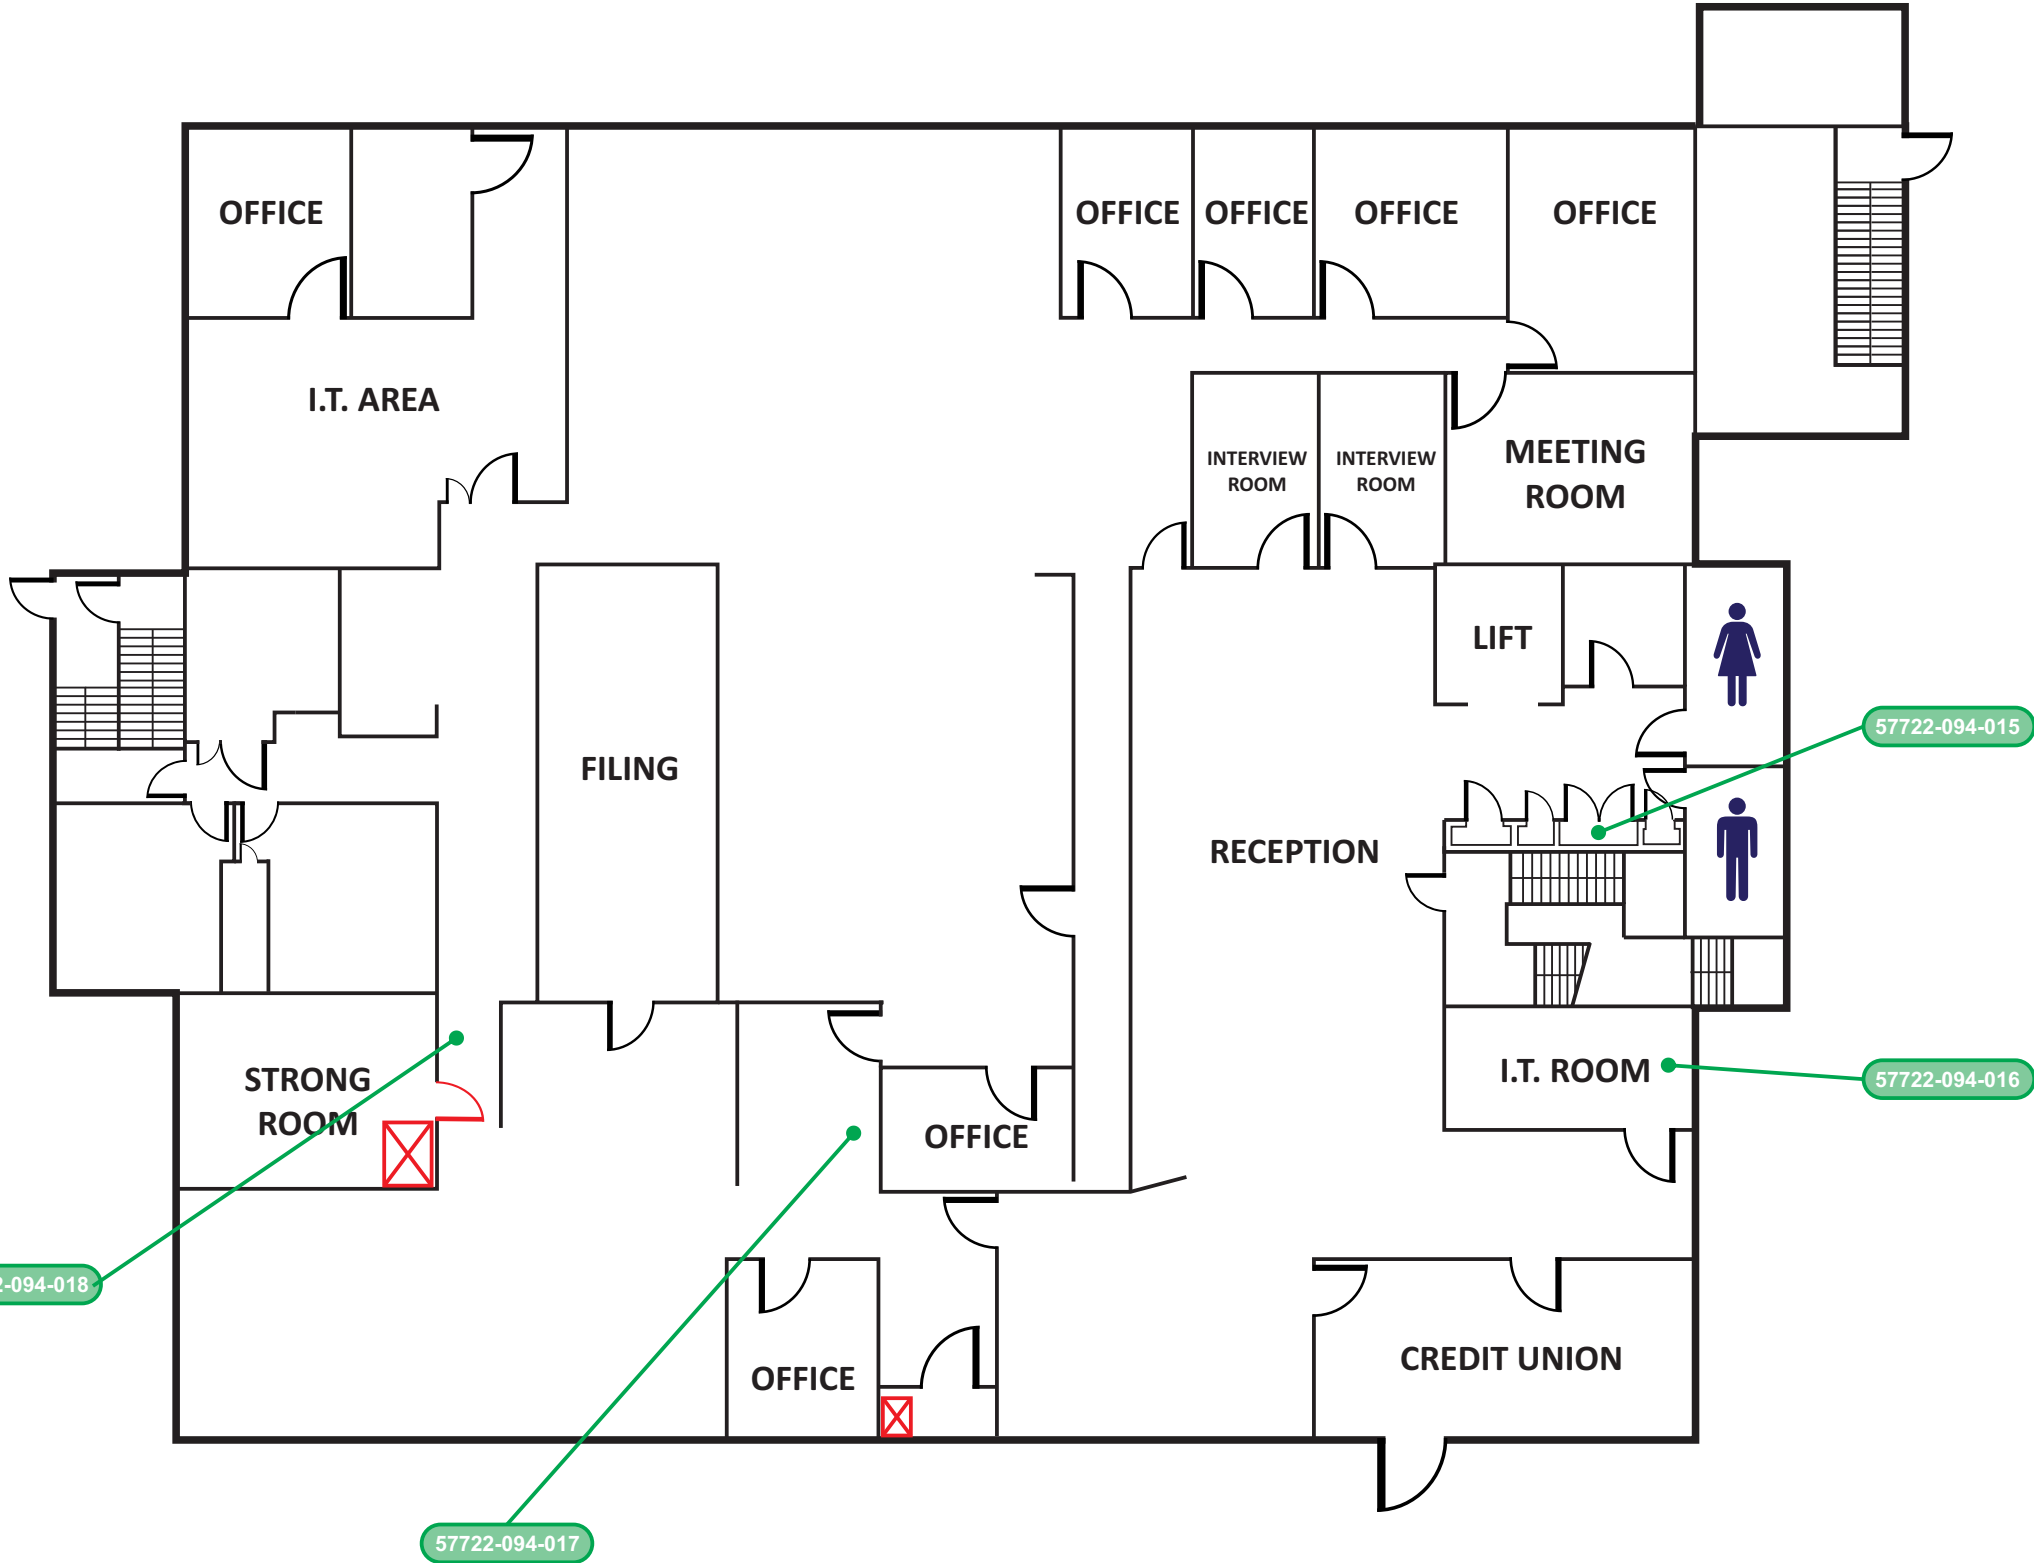 OFFICE
OFFICE
OFFICE
OFFICE
OFFICE
I.T. AREA
INTERVIEW
ROOM
INTERVIEW
ROOM
MEETING
ROOM
LIFT
57722-094-015
FILING
RECEPTION
STRONG
ROOM
I.T. ROOM
57722-094-016
OFFICE
2-094-018
OFFICE
CREDIT UNION
57722-094-017